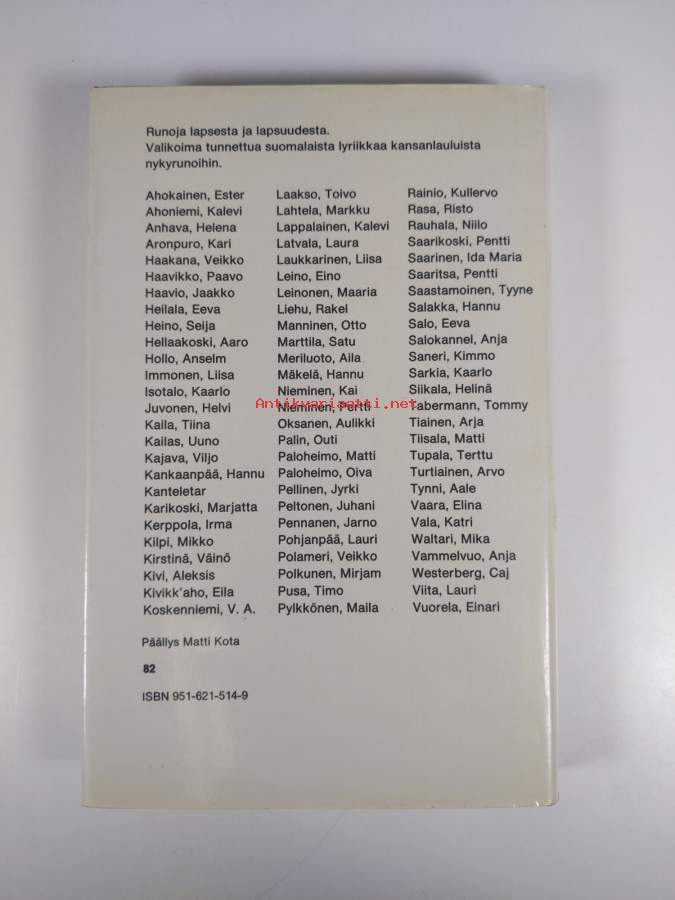 Runoja lapsesta ja lapsuudesta.
Valikoima tunnettua suomalaista lyriikkaa kansanlauluista
nykyrunoihin.
Ahokainen, Ester
Ahoniemi, Kalevi
Anhava, Helena
Aronpuro, Kari
Haakana, Veikko
Haavikko, Paavo
Haavio, Jaakko
Heilala, Eeva
Heino, Seija
Hellaakoski, Aaro
Hollo, Anselm
Immonen, Liisa
Isotalo, Kaarlo
Juvonen, Helvi
Kaila, Tiina
Kailas, Uuno
Kajava, Viljo
Kankaanpää, Hannu
Kanteletar
Karikoski, Marjatta
Kerppola, Irma
Kilpi, Mikko
Kirstinä, Väinö
Kivi, Aleksis
Kivikk'aho, Eila
Koskenniemi, V. A.
Laakso, Toivo
Lahtela, Markku
Lappalainen, Kalevi
Latvala, Laura
Laukkarinen, Liisa
Leino, Eino
Leinonen, Maaria
Liehu, Rakel
Manninen, Otto
Marttila, Satu
Meriluoto, Aila
Mäkelä, Hannu
Nieminen, Kai
Nieminen, Pertti
Oksanen, Aulikki
Palin, Outi
Paloheimo, Matti
Paloheimo, Oiva
Pellinen, Jyrki
Peltonen, Juhani
Pennanen, Jarno
Pohjanpää, Lauri
Polameri, Veikko
Polkunen, Mirjam
Pusa, Timo
Pylkkönen, Maila
Rainio, Kullervo
Rasa, Risto
Rauhala, Niilo
Saarikoski, Pentti
Saarinen, Ida Maria
Saaritsa, Pentti
Saastamoinen, Tyyne
Salakka, Hannu
Salo, Eeva
Salokannel, Anja
Saneri, Kimmo
Sarkia, Kaarlo
Siikala, Helinä
Tabermann, Tommy
Tiainen, Arja
Tiisala, Matti
Tupala, Terttu
Turtiainen, Arvo
Tynni, Aale
Vaara, Elina
Vala, Katri
Waltari, Mika
Vammelvuo, Anja
Westerberg, Caj
Viita, Lauri
Vuorela, Einari
Antikvariaatti.net
Päällys Matti Kota
82
ISBN 951-621-514-9